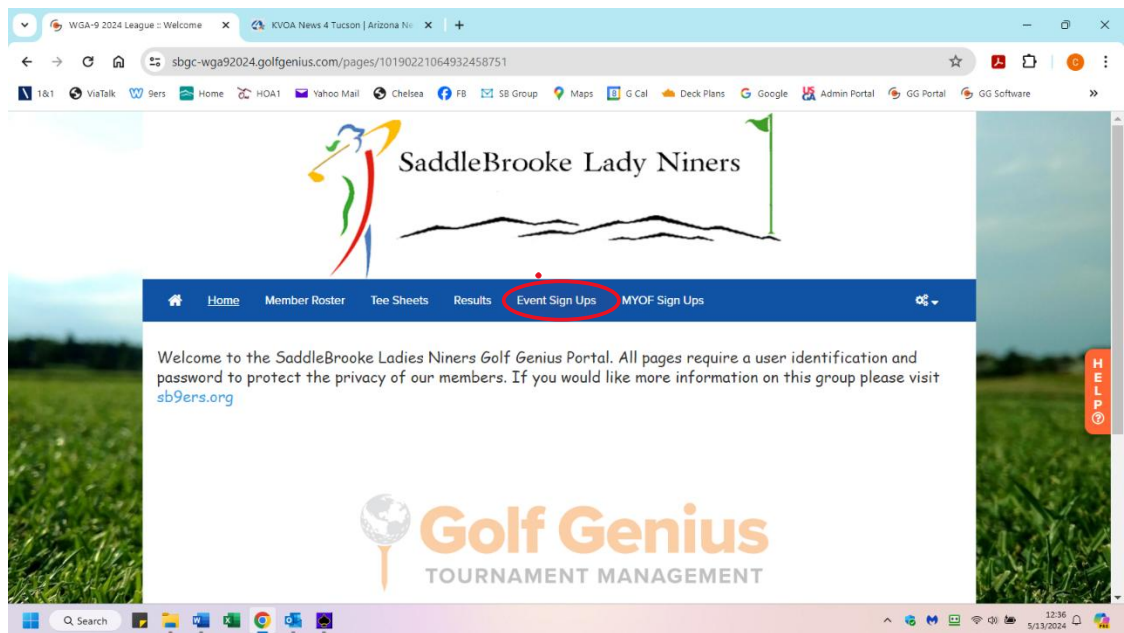 WGA-9 2024 League :: Welcome
KVOA News 4 Tucson | Arizona Ne
sbgc-wga92024.golfgenius.com/pages/10190221064932458751
C
1&1 ViaTalk 9ers Home HOA1 Yahoo Mail Chelsea FB SB Group Maps G Cal Deck Plans Google Admin Portal GG Portal GG Software »
SaddleBrooke Lady Niners
Home Member Roster Tee Sheets Results Event Sign Ups MYOF Sign Ups
Welcome to the SaddleBrooke Ladies Niners Golf Genius Portal. All pages require a user identification and
password to protect the privacy of our members. If you would like more information on this group please visit
sb9ers.org
HELP?
Golf Genius
TOURNAMENT MANAGEMENT
Search
12:36
5/13/2024